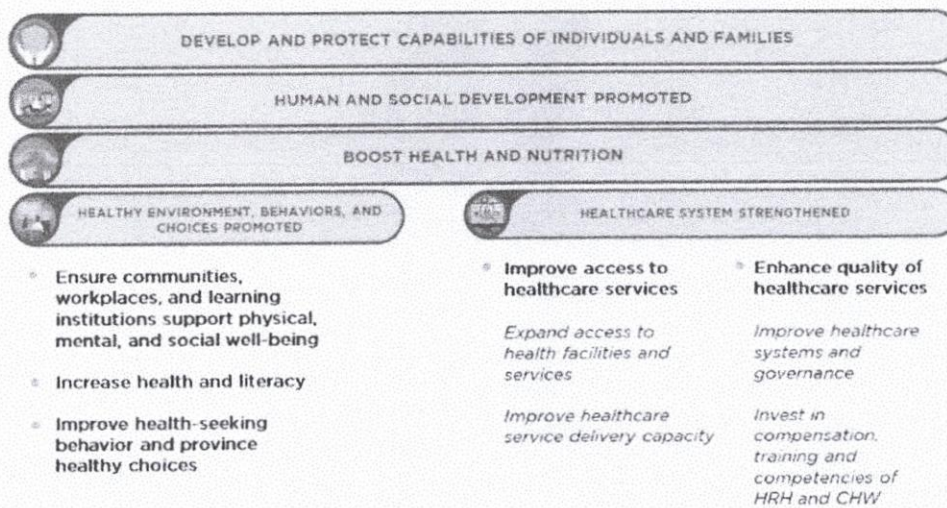 DEVELOP AND PROTECT CAPABILITIES OF INDIVIDUALS AND FAMILIES
HUMAN AND SOCIAL DEVELOPMENT PROMOTED
BOOST HEALTH AND NUTRITION
HEALTHY ENVIRONMENT, BEHAVIORS, AND
CHOICES PROMOTED
Ensure communities,
workplaces, and learning
institutions support physical,
mental, and social well-being
Increase health and literacy
Improve health-seeking
behavior and province
healthy choices
HEALTHCARE SYSTEM STRENGTHENED
Improve access to
healthcare services
Expand access to
health facilities and
services
Improve healthcare
service delivery capacity
Enhance quality of
healthcare services
Improve healthcare
systems and
governance
Invest in
compensation,
training and
competencies of
HRH and CHW